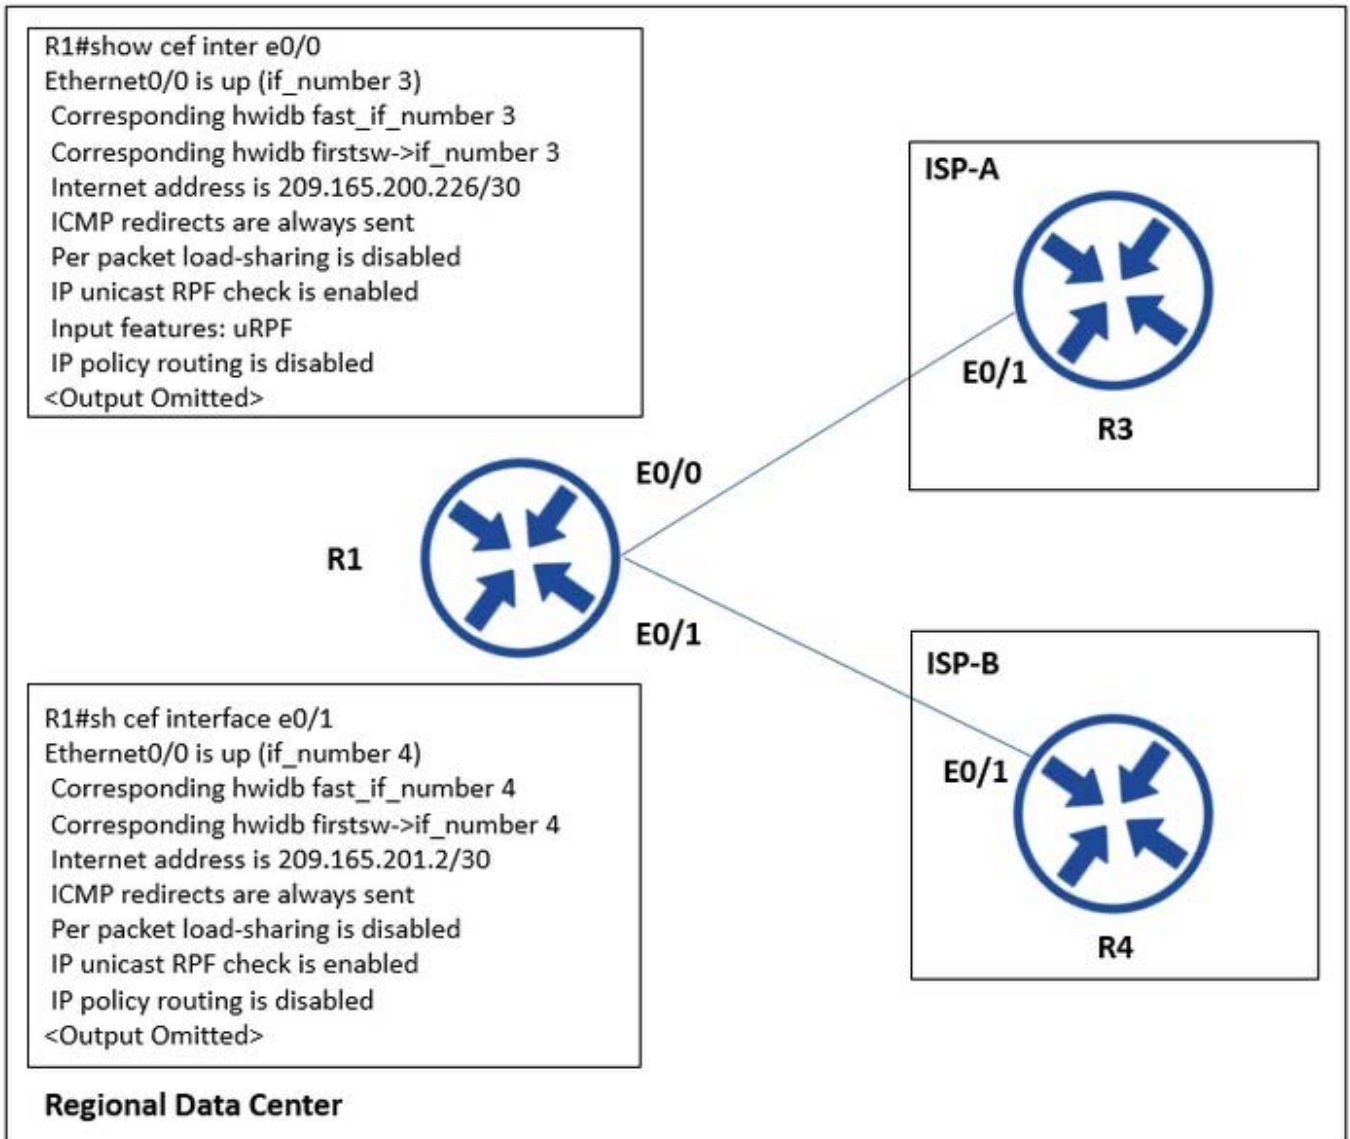 R1#show cef inter e0/0
Ethernet0/0 is up (if_number 3)
Corresponding hwidb fast_if_number 3
Corresponding hwidb firstsw->if_number 3
Internet address is 209.165.200.226/30
ICMP redirects are always sent
Per packet load-sharing is disabled
IP unicast RPF check is enabled
Input features: uRPF
IP policy routing is disabled
<Output Omitted>
ISP-A
E0/1
R3
E0/0
R1
E0/1
ISP-B
E0/1
R4
R1#sh cef interface e0/1
Ethernet0/0 is up (if_number 4)
Corresponding hwidb fast_if_number 4
Corresponding hwidb firstsw->if_number 4
Internet address is 209.165.201.2/30
ICMP redirects are always sent
Per packet load-sharing is disabled
IP unicast RPF check is enabled
IP policy routing is disabled
<Output Omitted>
Regional Data Center